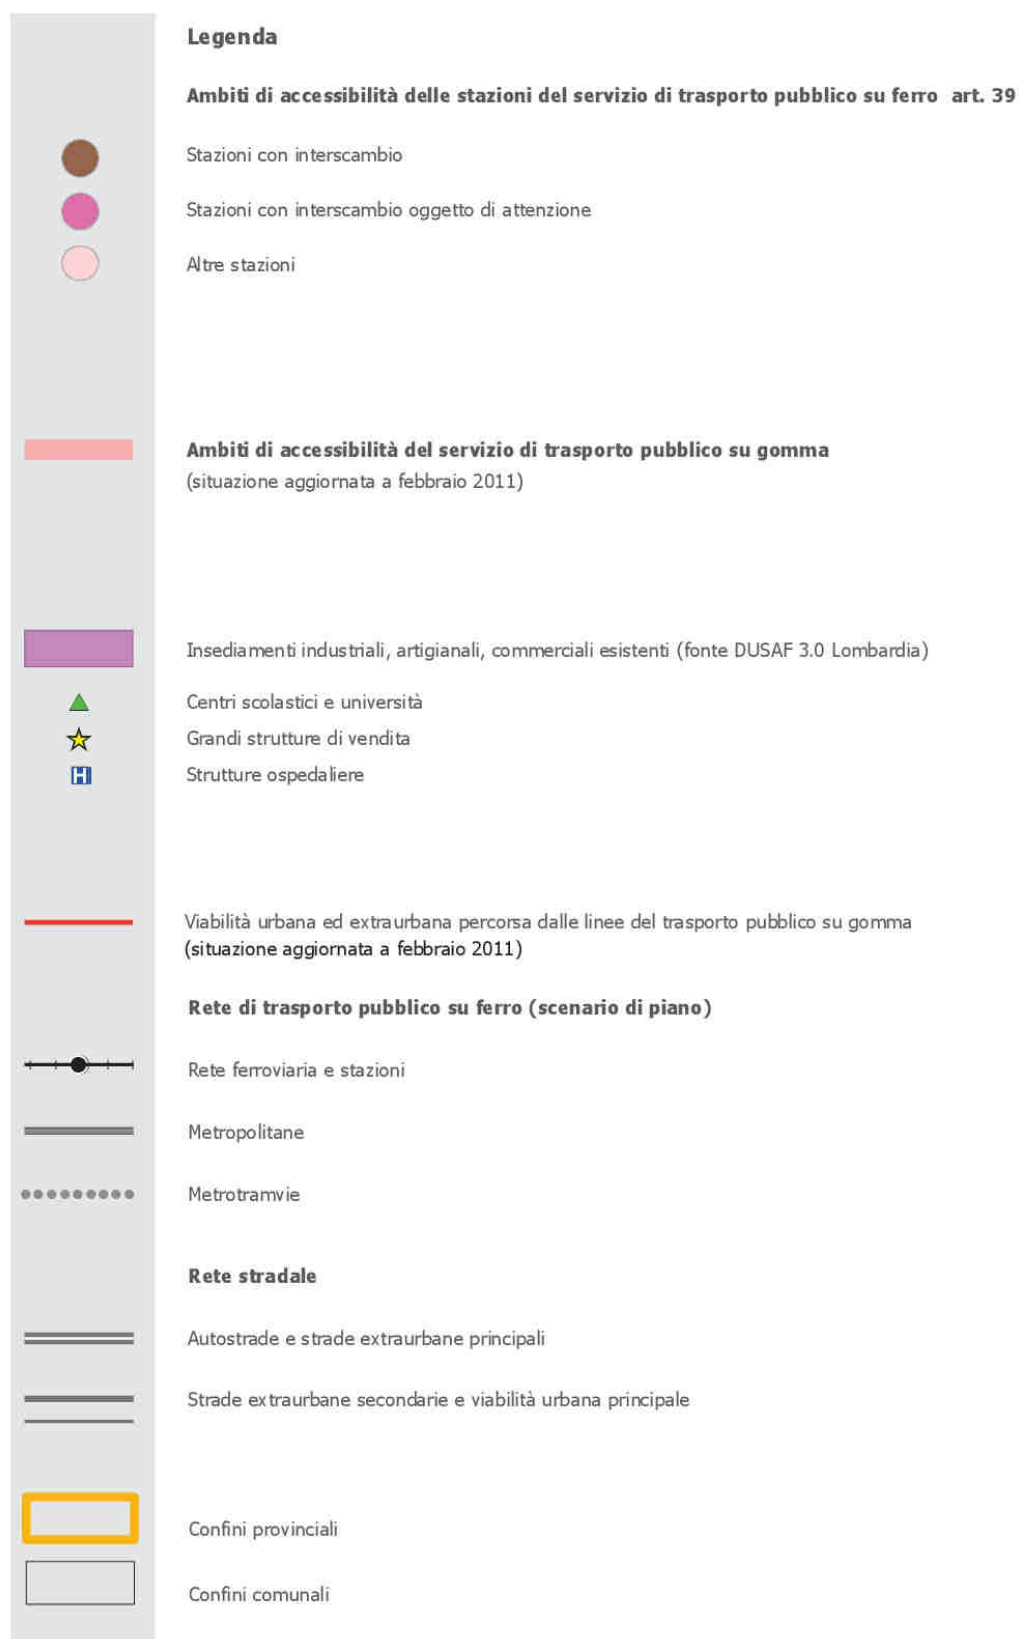 Legenda
Ambiti di accessibilità delle stazioni del servizio di trasporto pubblico su ferro art. 39
Stazioni con interscambio
Stazioni con interscambio oggetto di attenzione
Altre stazioni
Ambiti di accessibilità del servizio di trasporto pubblico su gomma
(situazione aggiornata a febbraio 2011)
Insediamenti industriali, artigianali, commerciali esistenti (fonte DUSAF 3.0 Lombardia)
Centri scolastici e università
Grandi strutture di vendita
H Strutture ospedaliere
Viabilità urbana ed extraurbana percorsa dalle linee del trasporto pubblico su gomma
(situazione aggiornata a febbraio 2011)
Rete di trasporto pubblico su ferro (scenario di piano)
Rete ferroviaria e stazioni
Metropolitane
Metrotramvie
Rete stradale
Autostrade e strade extraurbane principali
Strade extraurbane secondarie e viabilità urbana principale
Confini provinciali
Confini comunali